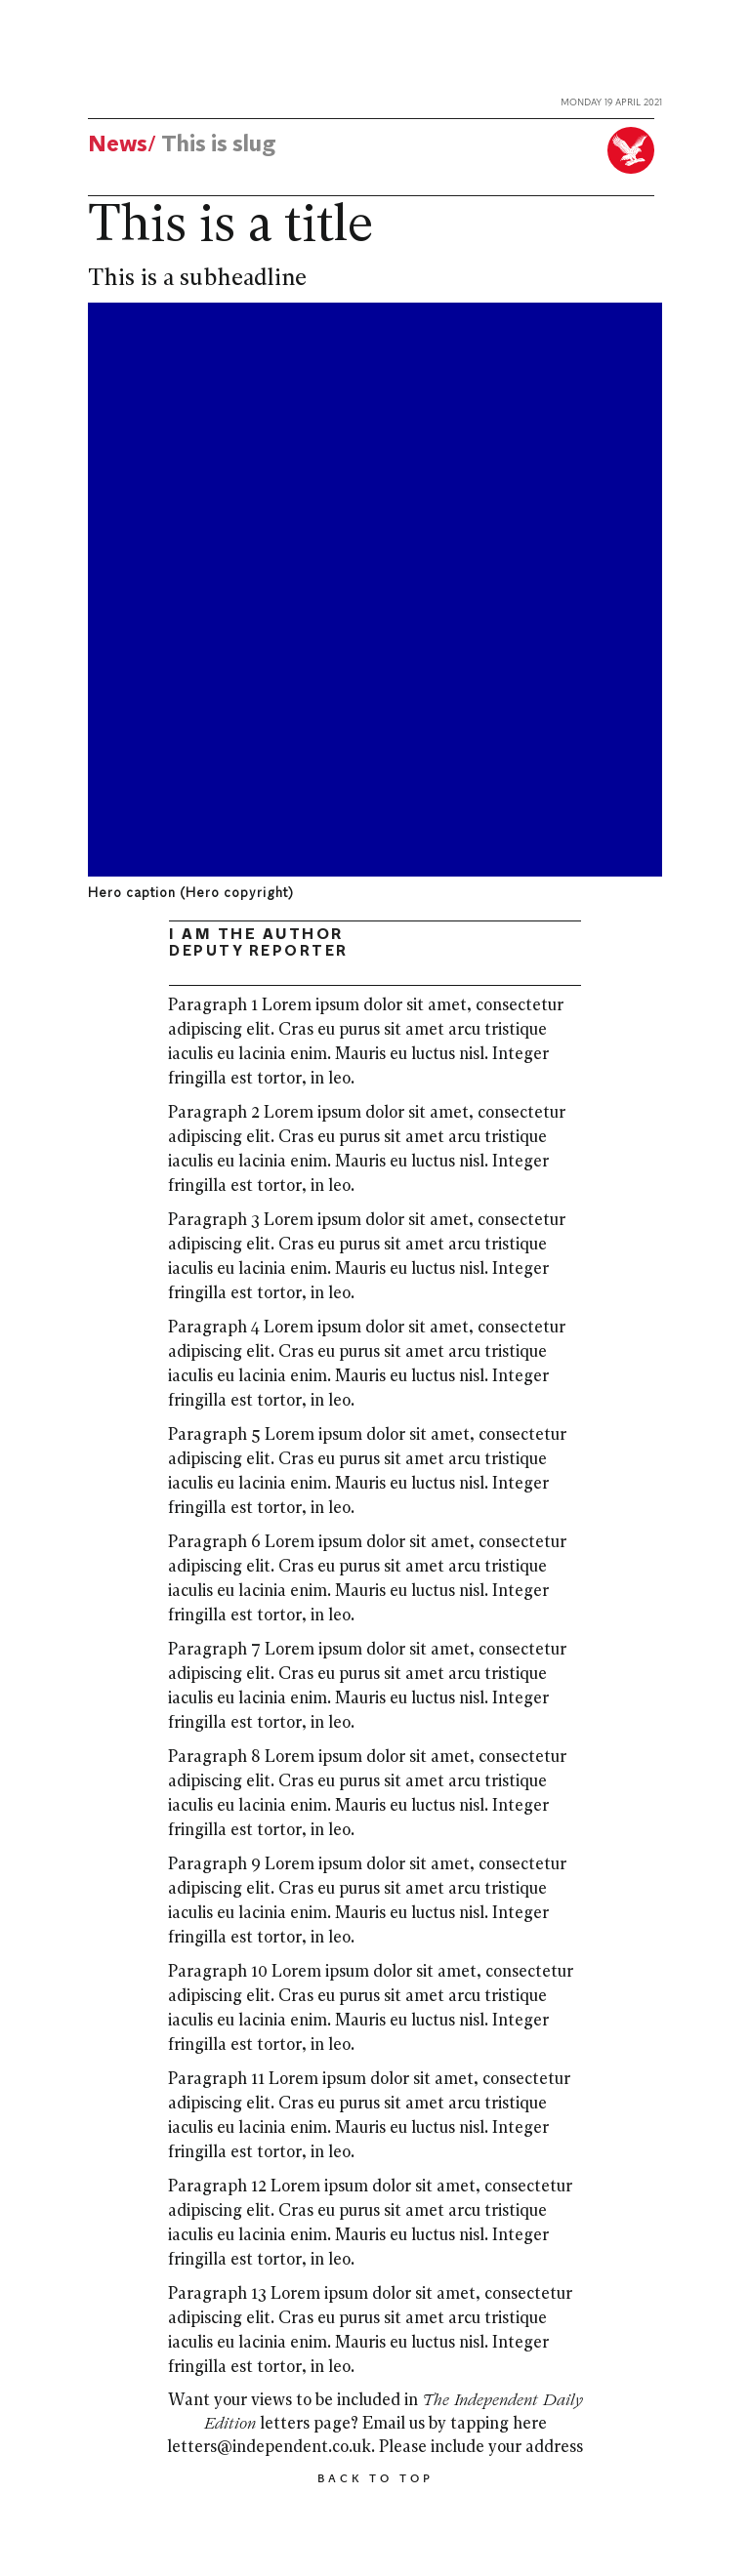 MONDAY 19 APRIL 2021
News/ This is slug
This is a title
This is a subheadline
Hero caption (Hero copyright)
I AM THE AUTHOR
DEPUTY REPORTER
Paragraph 1 Lorem ipsum dolor sit amet, consectetur
adipiscing elit. Cras eu purus sit amet arcu tristique
iaculis eu lacinia enim. Mauris eu luctus nisl. Integer
fringilla est tortor, in leo.
Paragraph 2 Lorem ipsum dolor sit amet, consectetur
adipiscing elit. Cras eu purus sit amet arcu tristique
iaculis eu lacinia enim. Mauris eu luctus nisl. Integer
fringilla est tortor, in leo.
Paragraph 3 Lorem ipsum dolor sit amet, consectetur
adipiscing elit. Cras eu purus sit amet arcu tristique
iaculis eu lacinia enim. Mauris eu luctus nisl. Integer
fringilla est tortor, in leo.
Paragraph 4 Lorem ipsum dolor sit amet, consectetur
adipiscing elit. Cras eu purus sit amet arcu tristique
iaculis eu lacinia enim. Mauris eu luctus nisl. Integer
fringilla est tortor, in leo.
Paragraph 5 Lorem ipsum dolor sit amet, consectetur
adipiscing elit. Cras eu purus sit amet arcu tristique
iaculis eu lacinia enim. Mauris eu luctus nisl. Integer
fringilla est tortor, in leo.
Paragraph 6 Lorem ipsum dolor sit amet, consectetur
adipiscing elit. Cras eu purus sit amet arcu tristique
iaculis eu lacinia enim. Mauris eu luctus nisl. Integer
fringilla est tortor, in leo.
Paragraph 7 Lorem ipsum dolor sit amet, consectetur
adipiscing elit. Cras eu purus sit amet arcu tristique
iaculis eu lacinia enim. Mauris eu luctus nisl. Integer
fringilla est tortor, in leo.
Paragraph 8 Lorem ipsum dolor sit amet, consectetur
adipiscing elit. Cras eu purus sit amet arcu tristique
iaculis eu lacinia enim. Mauris eu luctus nisl. Integer
fringilla est tortor, in leo.
Paragraph 9 Lorem ipsum dolor sit amet, consectetur
adipiscing elit. Cras eu purus sit amet arcu tristique
iaculis eu lacinia enim. Mauris eu luctus nisl. Integer
fringilla est tortor, in leo.
Paragraph 10 Lorem ipsum dolor sit amet, consectetur
adipiscing elit. Cras eu purus sit amet arcu tristique
iaculis eu lacinia enim. Mauris eu luctus nisl. Integer
fringilla est tortor, in leo.
Paragraph 11 Lorem ipsum dolor sit amet, consectetur
adipiscing elit. Cras eu purus sit amet arcu tristique
iaculis eu lacinia enim. Mauris eu luctus nisl. Integer
fringilla est tortor, in leo.
Paragraph 12 Lorem ipsum dolor sit amet, consectetur
adipiscing elit. Cras eu purus sit amet arcu tristique
iaculis eu lacinia enim. Mauris eu luctus nisl. Integer
fringilla est tortor, in leo.
Paragraph 13 Lorem ipsum dolor sit amet, consectetur
adipiscing elit. Cras eu purus sit amet arcu tristique
iaculis eu lacinia enim. Mauris eu luctus nisl. Integer
fringilla est tortor, in leo.
Want your views to be included in The Independent Daily
Edition letters page? Email us by tapping here
letters@independent.co.uk. Please include your address
BACK TO TOP